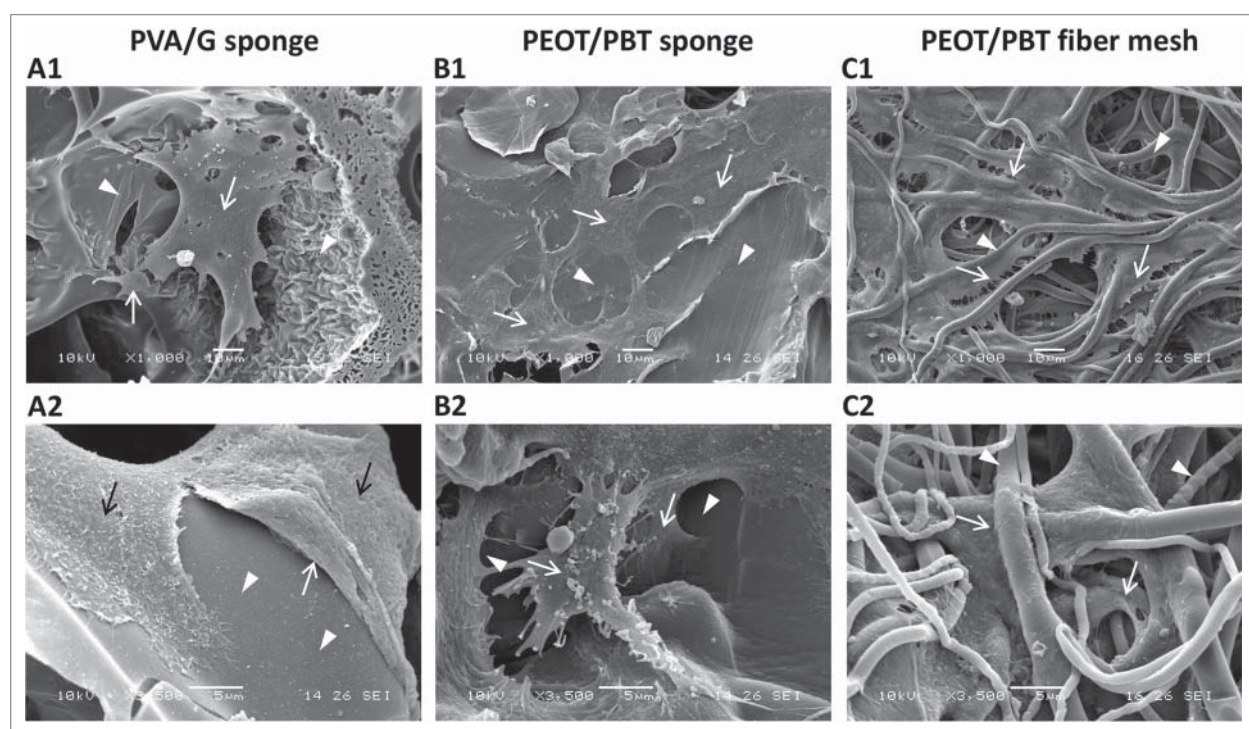 PVA/G sponge
PEOT/PBT sponge
PEOT/PBT fiber mesh
A1
B1
C1
10kV X1,000 10µm 15 26 SEI
10kV X1,000 10µm 14 26 SEI
10kV X1,000 10µm 16 26 SEI
A2
B2
C2
10kV X3,500 5µm 14 26 SEI
10kV X3,500 5µm 14 26 SEI
10kV X3,500 5µm 16 26 SEI